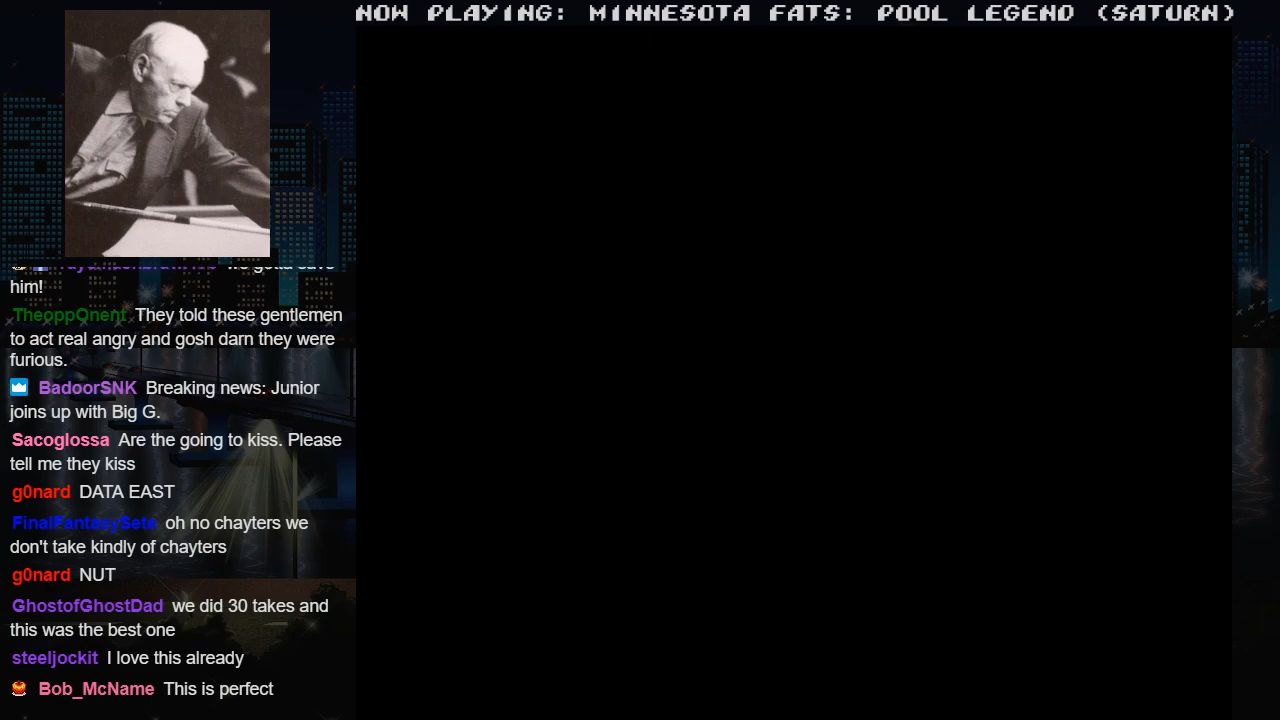 NOW PLAYING: MINNESOTA FATS: POOL LEGEND (SATURN)
him!
TheoppOnent They told these gentlemen
to act real angry and gosh darn they were
furious.
BadoorSNK Breaking news: Junior
joins up with Big G.
Sacoglossa Are the going to kiss. Please
tell me they kiss
g0nard DATA EAST
FinalFantasySete oh no chayters we
don't take kindly of chayters
g0nard NUT
GhostofGhostDad we did 30 takes and
this was the best one
steeljockit I love this already
Bob_McName This is perfect